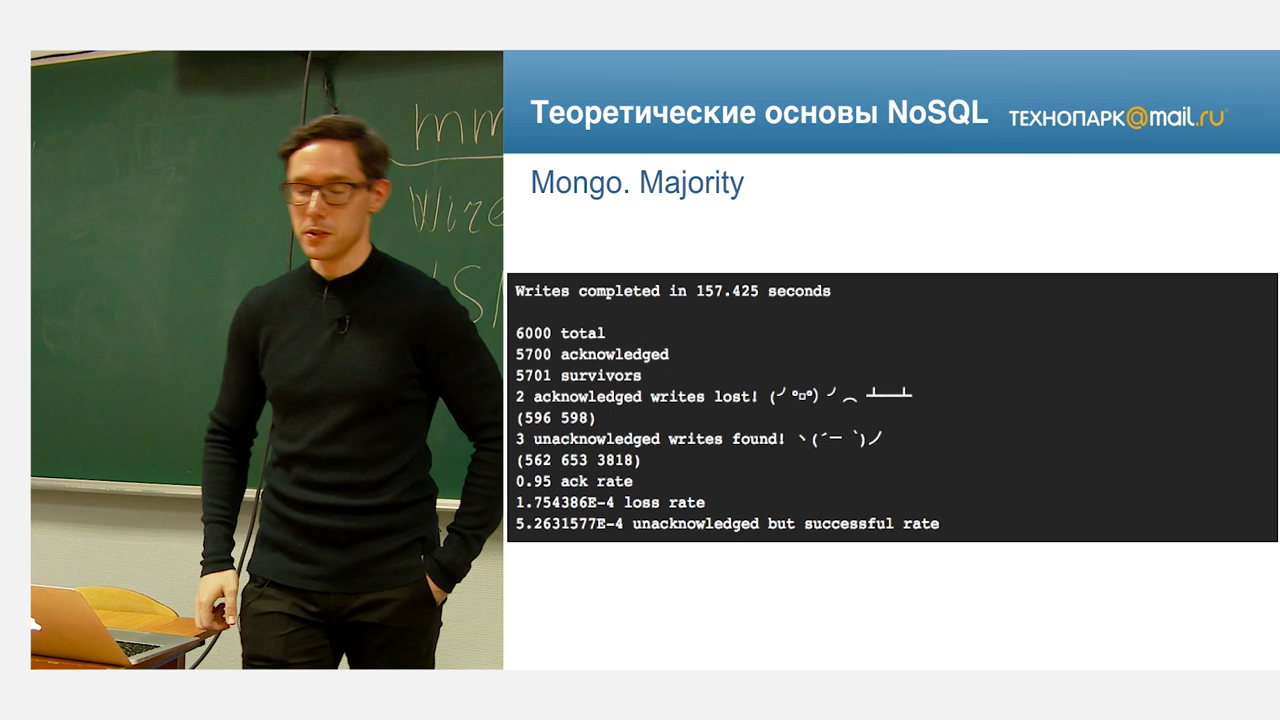 mm
Wire
Теоретические основы NoSQL
ТЕХНОПАРК@mail.ru
Mongo. Majority
Writes completed in 157.425 seconds
6000 total
5700 acknowledged
5701 survivors
2 acknowledged writes lost! (╯°□°）╯︵ ┻━┻
(596 598)
3 unacknowledged writes found! ヽ(´ー`)ノ
(562 653 3818)
0.95 ack rate
1.754386E-4 loss rate
5.2631577E-4 unacknowledged but successful rate